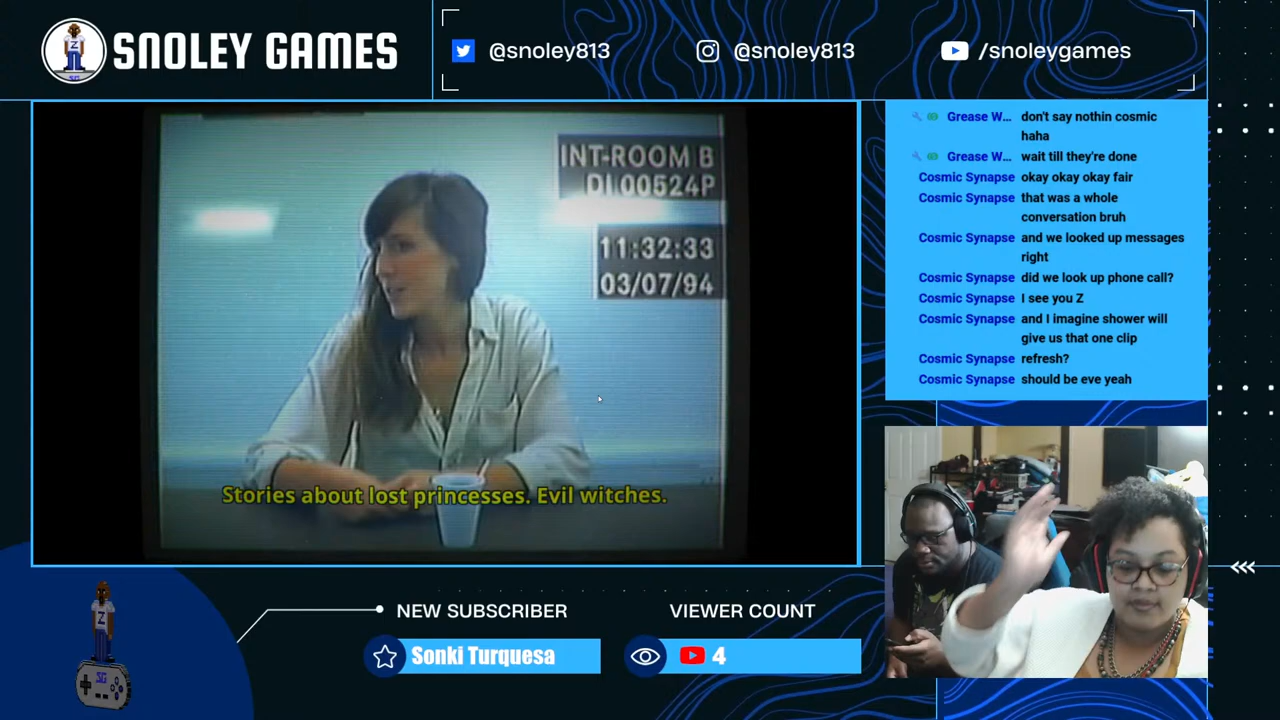 SNOLEY GAMES
@snoley813
@snoley813
/snoleygames
INT-ROOM B
DI 00524P
11:32:33
03/07/94
Stories about lost princesses. Evil witches.
Grease W... don't say nothin cosmic
haha
Grease W... wait till they're done
Cosmic Synapse okay okay okay fair
Cosmic Synapse that was a whole
conversation bruh
Cosmic Synapse and we looked up messages
right
Cosmic Synapse did we look up phone call?
Cosmic Synapse I see you Z
Cosmic Synapse and I imagine shower will
give us that one clip
Cosmic Synapse refresh?
Cosmic Synapse should be eve yeah
NEW SUBSCRIBER
Sonki Turquesa
VIEWER COUNT
4
Z
SG